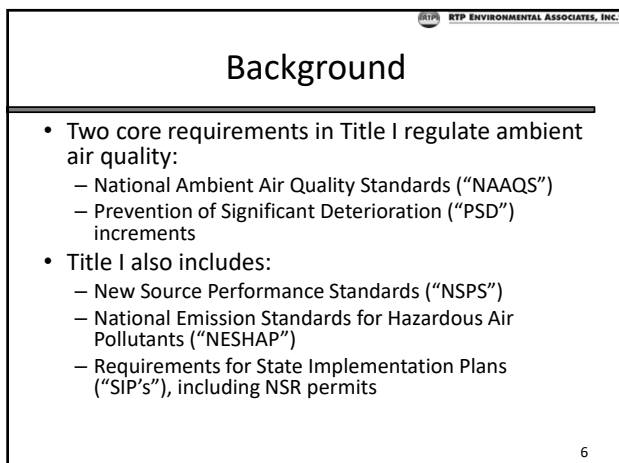 RTP ENVIRONMENTAL ASSOCIATES, INC.
Background
• Two core requirements in Title I regulate ambient
air quality:
– National Ambient Air Quality Standards (“NAAQS”)
– Prevention of Significant Deterioration (“PSD”)
increments
• Title I also includes:
– New Source Performance Standards (“NSPS”)
– National Emission Standards for Hazardous Air
Pollutants (“NESHAP”)
– Requirements for State Implementation Plans
(“SIP’s”), including NSR permits
6